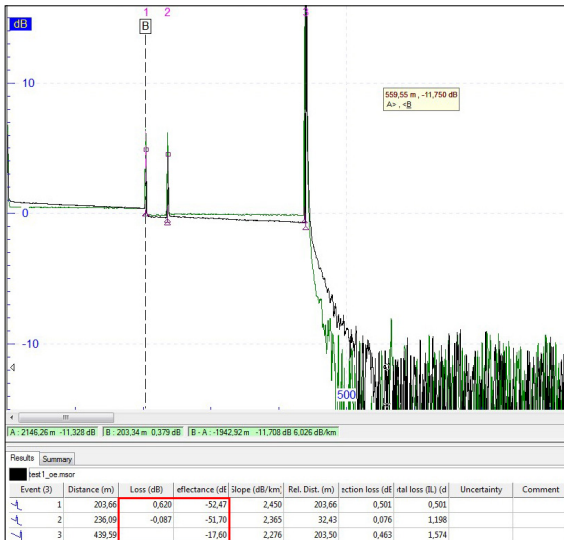 dB
1 2 3
B
10
559,55 m , -11,750 dB
A> , <B
0
-10
500
A : 2146,26 m -11,328 dB B : 203,34 m 0,379 dB B - A : -1942,92 m -11,708 dB 6,026 dB/km
Results Summary
test1_oe.msor
Event (3) Distance (m) Loss (dB) eflectance (dE Slope (dB/km) Rel. Dist. (m) ection loss (dE tal loss (IL) (d Uncertainty Comment
1 203,66 0,620 -52,47 2,450 203,66 0,501 0,501
2 236,09 -0,087 -51,70 2,365 32,43 0,076 1,198
3 439,59 -17,60 2,276 203,50 0,463 1,574